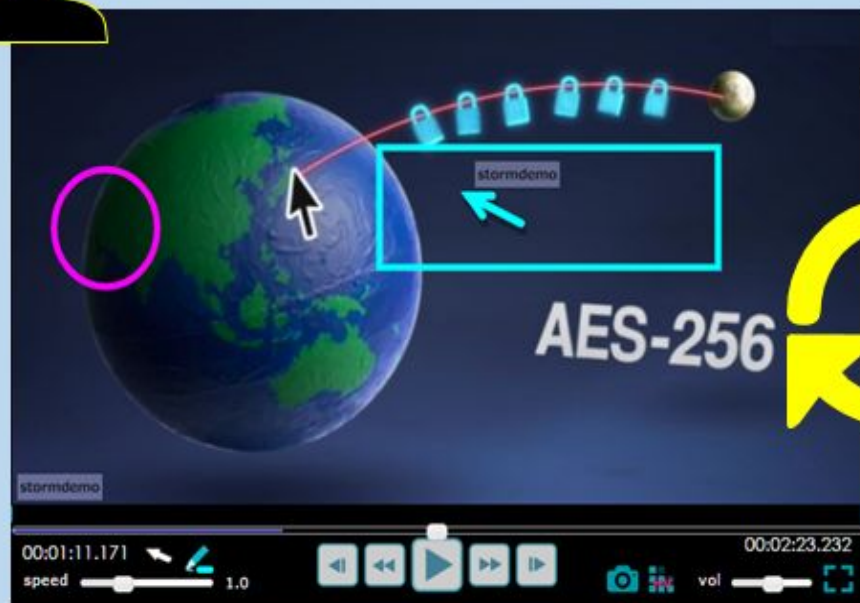 stormdemo
AES-256
stormdemo
00:01:11.171
00:02:23.232
speed
1.0
vol